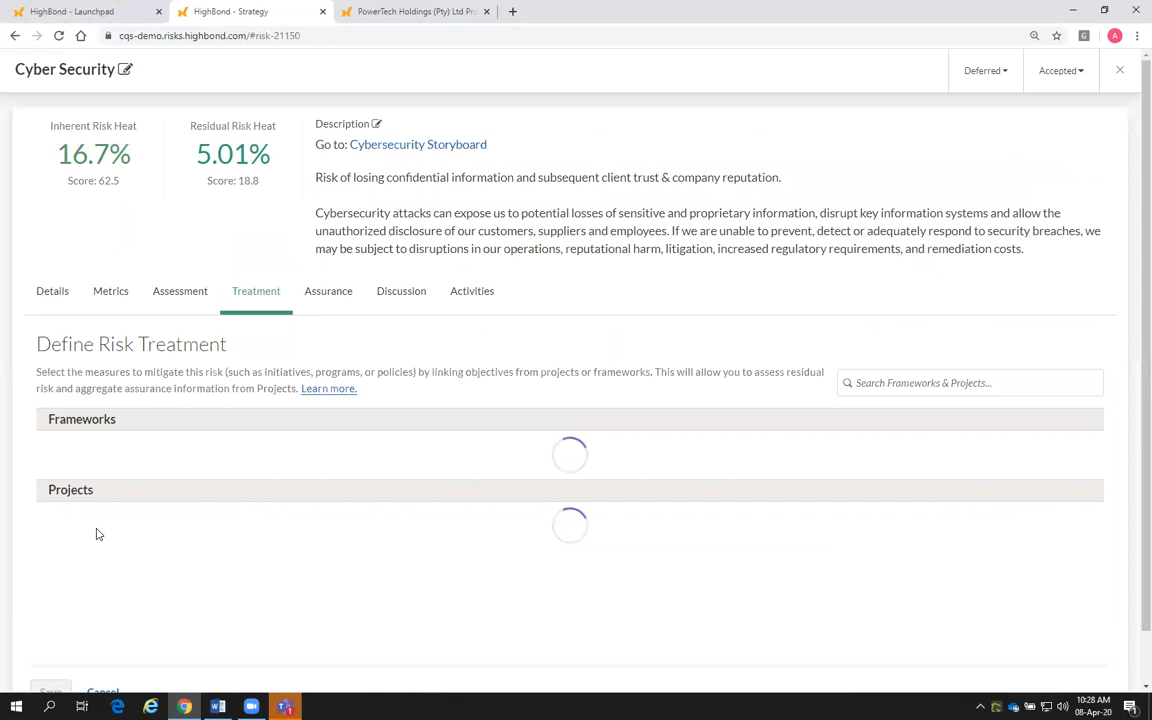 HighBond - Launchpad
HighBond - Strategy
PowerTech Holdings (Pty) Ltd Pro
cqs-demo.risks.highbond.com/#risk-21150
G
A
Cyber Security
Deferred
Accepted
Inherent Risk Heat
16.7%
Score: 62.5
Residual Risk Heat
5.01%
Score: 18.8
Description
Go to: Cybersecurity Storyboard
Risk of losing confidential information and subsequent client trust & company reputation.
Cybersecurity attacks can expose us to potential losses of sensitive and proprietary information, disrupt key information systems and allow the
unauthorized disclosure of our customers, suppliers and employees. If we are unable to prevent, detect or adequately respond to security breaches, we
may be subject to disruptions in our operations, reputational harm, litigation, increased regulatory requirements, and remediation costs.
Details Metrics Assessment Treatment Assurance Discussion Activities
Define Risk Treatment
Select the measures to mitigate this risk (such as initiatives, programs, or policies) by linking objectives from projects or frameworks. This will allow you to assess residual
risk and aggregate assurance information from Projects. Learn more.
Search Frameworks & Projects...
Frameworks
Projects
Save Cancel
10:28 AM
08-Apr-20